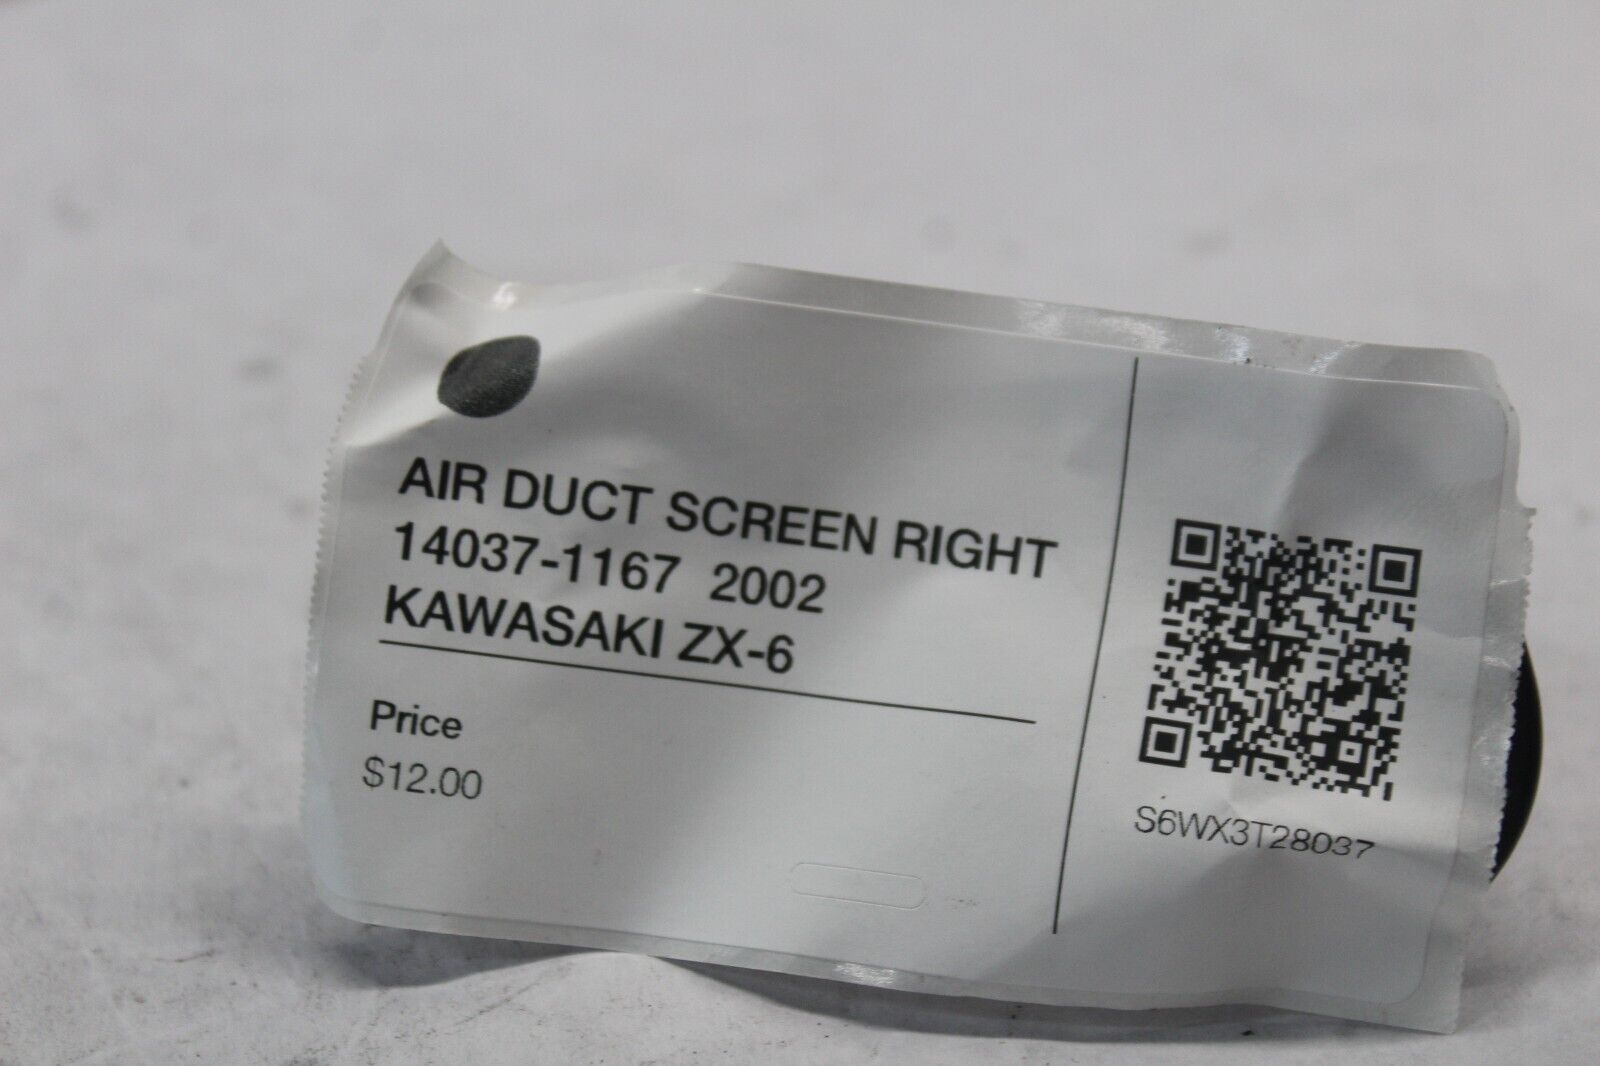 AIR DUCT SCREEN RIGHT
14037-1167 2002
KAWASAKI ZX-6
Price
$12.00
S6WX3T28037